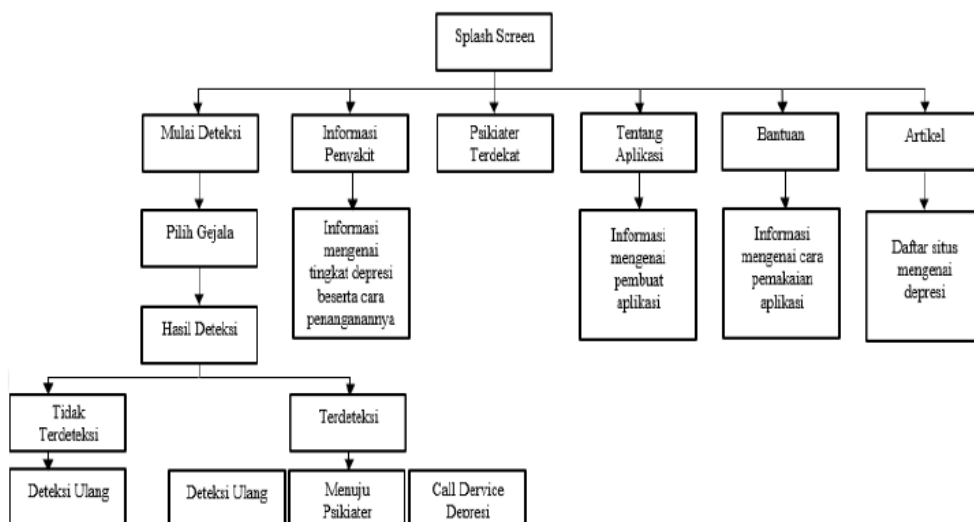 Splash Screen
Mulai Deteksi
Informasi
Penyakit
Psikiater
Terdekat
Tentang
Aplikasi
Bantuan
Artikel
Pilih Gejala
Informasi
mengenai
tingkat depresi
beserta cara
penanganannya
Informasi
mengenai
pembuat
aplikasi
Informasi
mengenai cara
pemakaian
aplikasi
Daftar situs
mengenai
depresi
Hasil Deteksi
Tidak
Terdeteksi
Terdeteksi
Deteksi Ulang
Deteksi Ulang
Menuju
Psikiater
Call Dervice
Depresi